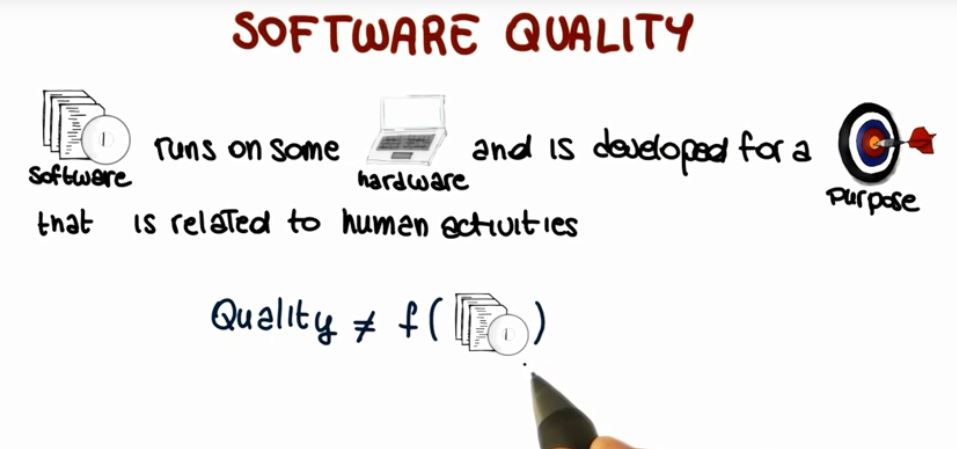 SOFTWARE QUALITY
software runs on some hardware and is developed for a purpose
that is related to human activities
Quality ≠ f( )